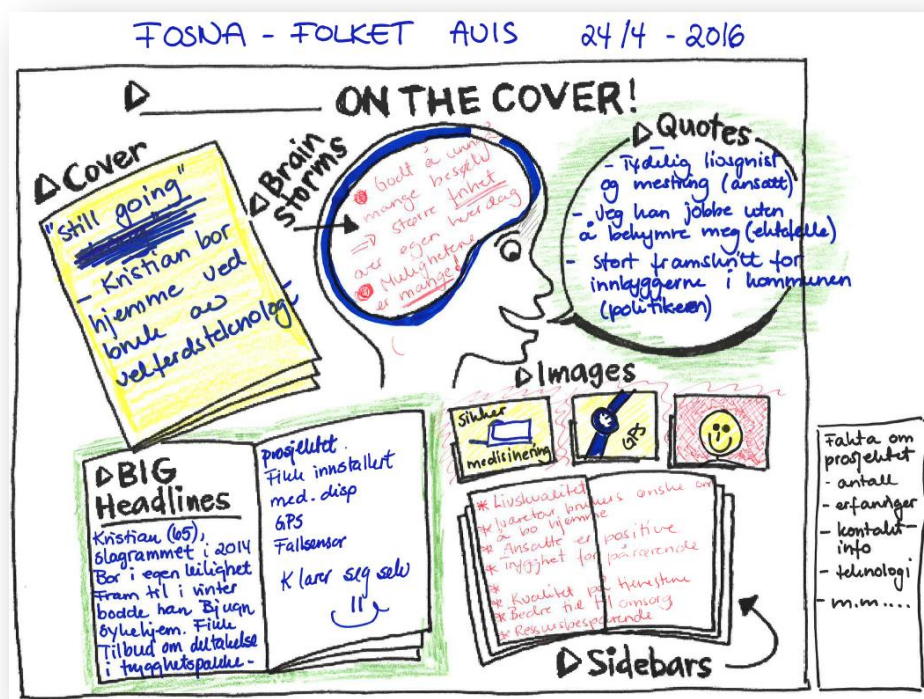 FOSNA - FOLKET AVIS 24/4 - 2016
ON THE COVER!
Cover
"still going"
- Kristian bor
hjemme ved
bruk av
velferdsteknologi
Brain
storms
Godt å unngå
mange besøk
=> større frihet
over egen hverdag
Mulighetene
er mange!
Quotes
- Tydelig livsgnist
og mestring (ansatt)
- Jeg kan jobbe uten
å bekymre meg (ektefelle)
- Stort framskritt for
innbyggerne i kommunen
(politikeren)
Images
sikker
medisinering
GPS
BIG
Headlines
Kristian (65),
slagrammet i 2014
Bor i egen leilighet
Fram til i vinter
bodde han Bjugn
sykehjem. Fikk
Tilbud om deltakelse
i trygghetspakke-
prosjektet.
Fikk innstallert
med. disp
GPS
Fallsensor
Klarer seg selv
* Livskvalitet
* Ivaretar brukers ønske om
å bo hjemme
* Ansatte er positive
* trygghet for pårørende
* Kvalitet på tjenestene
* Bedre tid til omsorg
* Ressursbesparende
Sidebars
Fakta om
prosjektet
- antall
- erfaringer
- kontakt
info
- teknologi
- m.m....